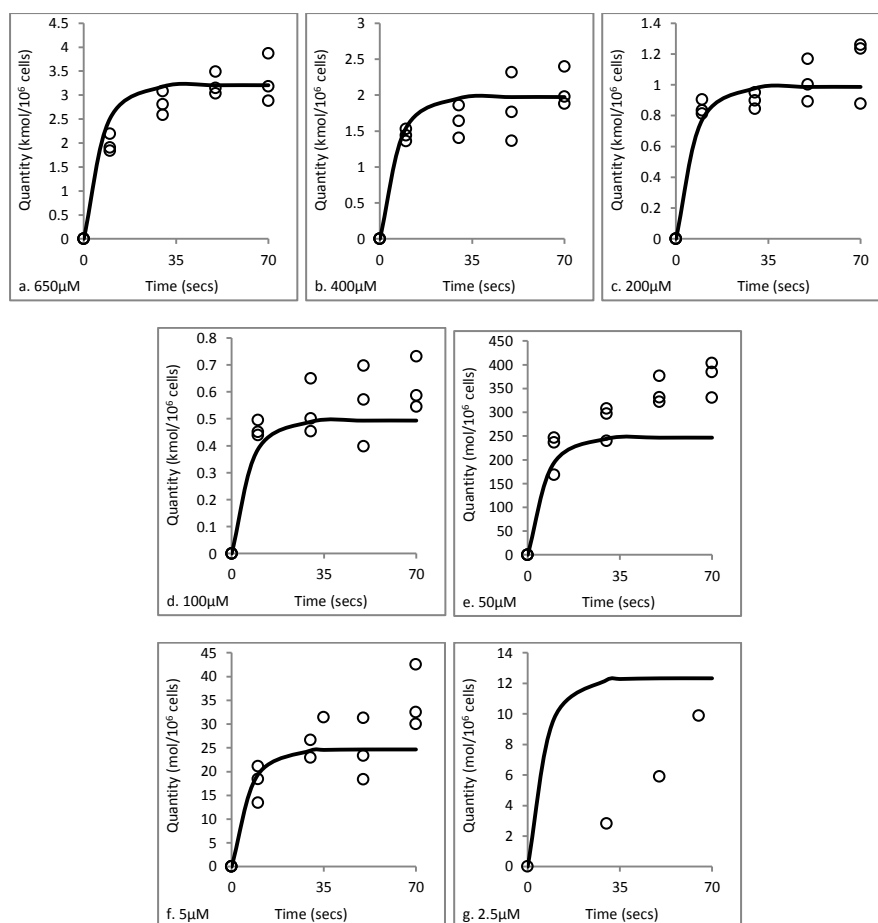 Quantity (kmol/10⁶ cells)
4.5
4
3.5
3
2.5
2
1.5
1
0.5
0
0 35 70
a. 650µM Time (secs)
Quantity (kmol/10⁶ cells)
3
2.5
2
1.5
1
0.5
0
0 35 70
b. 400µM Time (secs)
Quantity (kmol/10⁶ cells)
1.4
1.2
1
0.8
0.6
0.4
0.2
0
0 35 70
c. 200µM Time (secs)
Quantity (kmol/10⁶ cells)
0.8
0.7
0.6
0.5
0.4
0.3
0.2
0.1
0
0 35 70
d. 100µM Time (secs)
Quantity (mol/10⁶ cells)
450
400
350
300
250
200
150
100
50
0
0 35 70
e. 50µM Time (secs)
Quantity (mol/10⁶ cells)
45
40
35
30
25
20
15
10
5
0
0 35 70
f. 5µM Time (secs)
Quantity (mol/10⁶ cells)
14
12
10
8
6
4
2
0
0 35 70
g. 2.5µM Time (secs)